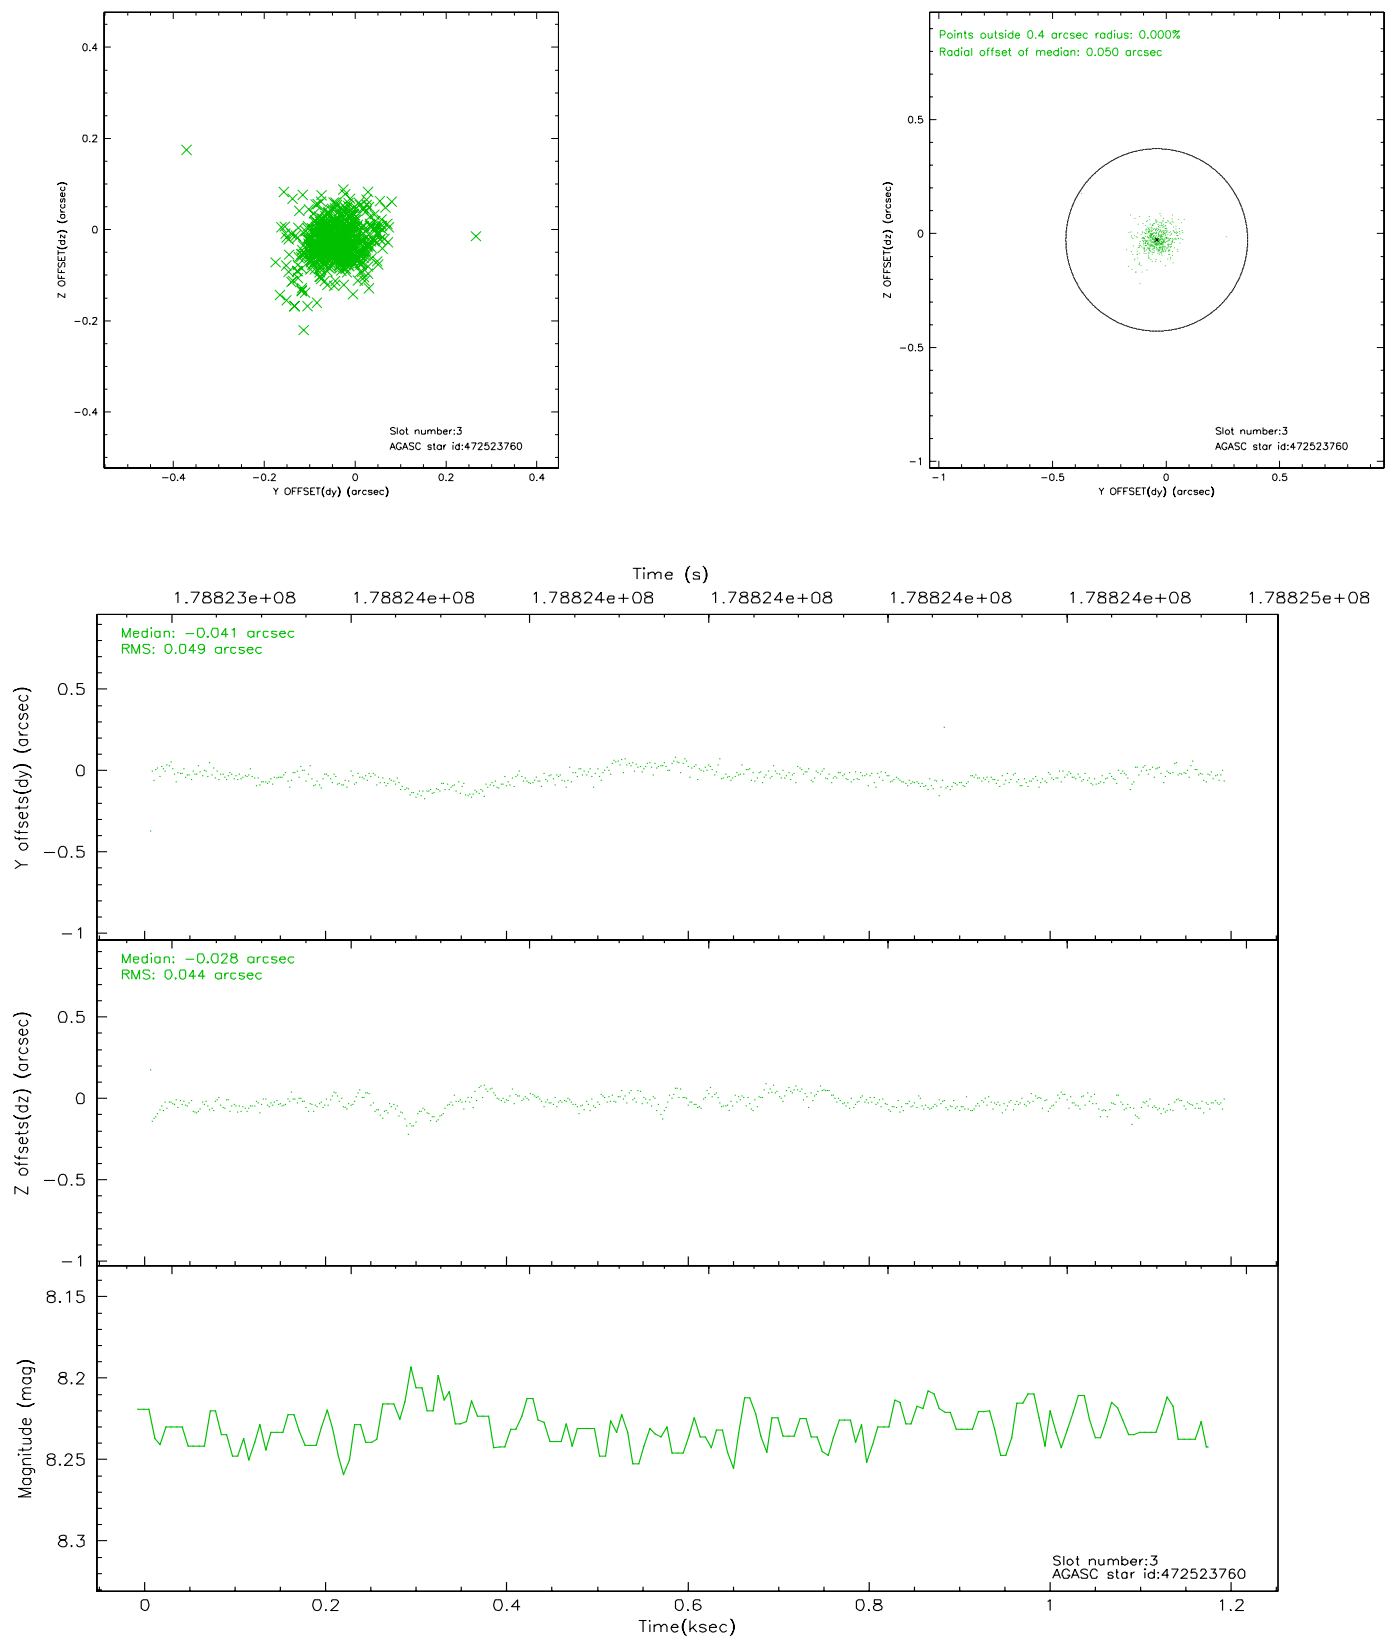 0.4
0.2
0
−0.2
−0.4
Z OFFSET(dz) (arcsec)
Slot number:3
AGASC star id:472523760
−0.4
−0.2
0
0.2
0.4
Y OFFSET(dy) (arcsec)
Points outside 0.4 arcsec radius: 0.000%
Radial offset of median: 0.050 arcsec
0.5
0
−0.5
−1
Z OFFSET(dz) (arcsec)
Slot number:3
AGASC star id:472523760
−1
−0.5
0
0.5
Y OFFSET(dy) (arcsec)
Time (s)
1.78823e+08
1.78824e+08
1.78824e+08
1.78824e+08
1.78824e+08
1.78824e+08
1.78825e+08
Median: −0.041 arcsec
RMS: 0.049 arcsec
0.5
0
−0.5
−1
Y offsets(dy) (arcsec)
Median: −0.028 arcsec
RMS: 0.044 arcsec
0.5
0
−0.5
−1
Z offsets(dz) (arcsec)
8.15
8.2
8.25
8.3
Magnitude (mag)
Slot number:3
AGASC star id:472523760
0
0.2
0.4
0.6
0.8
1
1.2
Time(ksec)